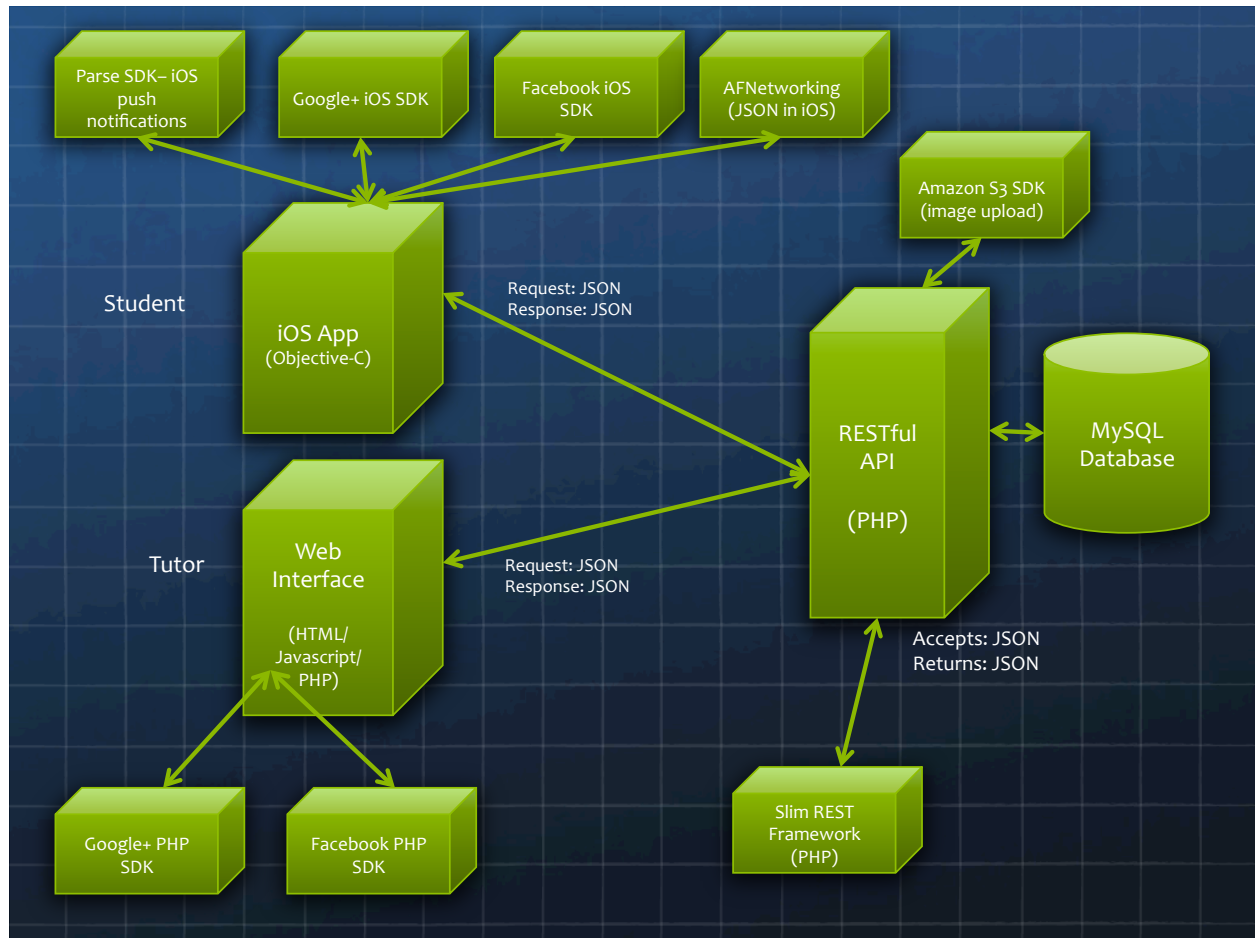 Parse SDK– iOS
push
notifications
Google+ iOS SDK
Facebook iOS
SDK
AFNetworking
(JSON in iOS)
Amazon S3 SDK
(image upload)
Student
iOS App
(Objective-C)
Request: JSON
Response: JSON
RESTful
API
(PHP)
MySQL
Database
Tutor
Web
Interface
(HTML/
Javascript/
PHP)
Request: JSON
Response: JSON
Accepts: JSON
Returns: JSON
Google+ PHP
SDK
Facebook PHP
SDK
Slim REST
Framework
(PHP)